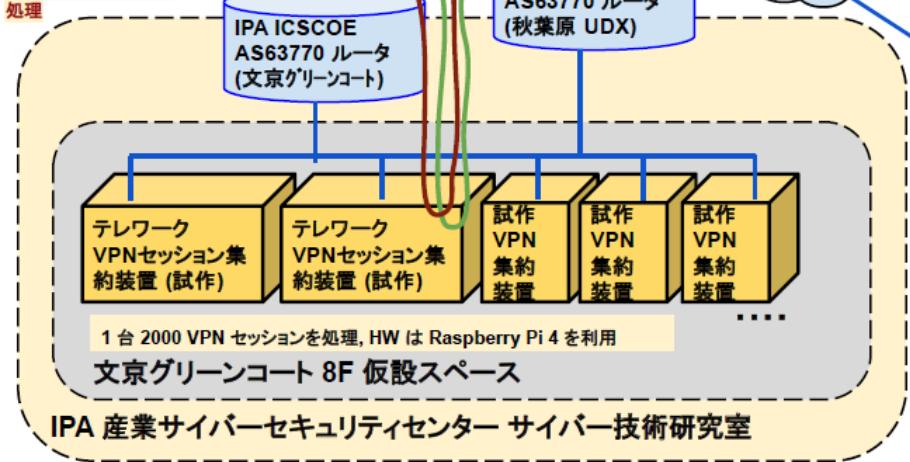 処理
IPA ICSCOE
AS63770 ルータ
(文京グリーンコート)
AS63770 ルータ
(秋葉原 UDX)
テレワーク
VPNセッション集
約装置 (試作)
テレワーク
VPNセッション集
約装置 (試作)
試作
VPN
集約
装置
試作
VPN
集約
装置
試作
VPN
集約
装置
....
1 台 2000 VPN セッションを処理, HW は Raspberry Pi 4 を利用
文京グリーンコート 8F 仮設スペース
IPA 産業サイバーセキュリティセンター サイバー技術研究室